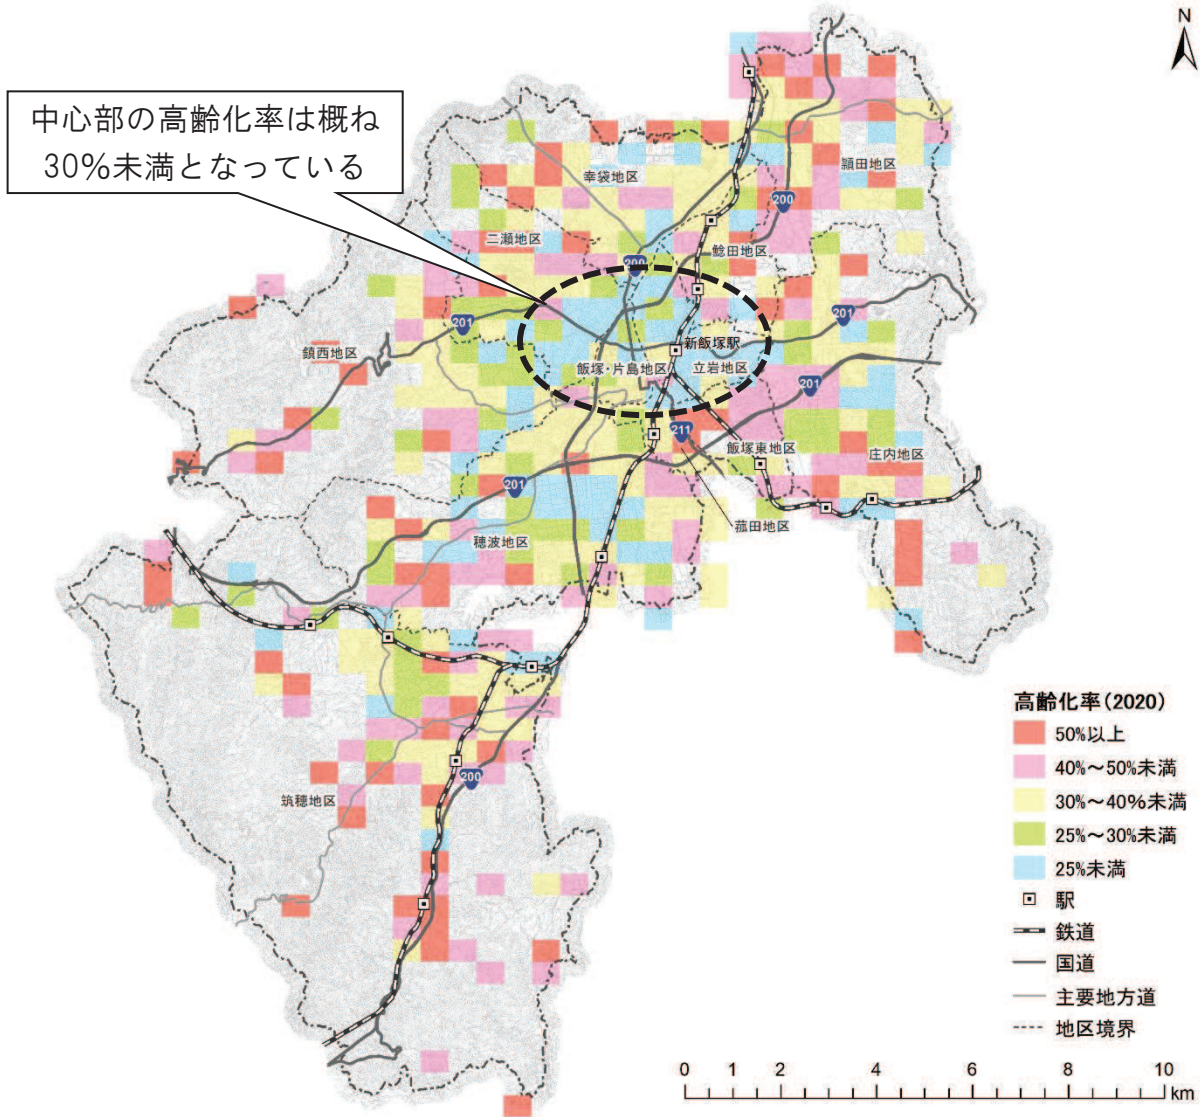 N
中心部の高齢化率は概ね
30%未満となっている
幸袋地区
頴田地区
200
二瀬地区
鯰田地区
200
201
201
新飯塚駅
鎮西地区
飯塚・片島地区
立岩地区
201
211
飯塚東地区
庄内地区
201
菰田地区
穂波地区
200
筑穂地区
高齢化率(2020)
50%以上
40%～50%未満
30%～40%未満
25%～30%未満
25%未満
駅
鉄道
国道
主要地方道
地区境界
0 1 2 4 6 8 10
km